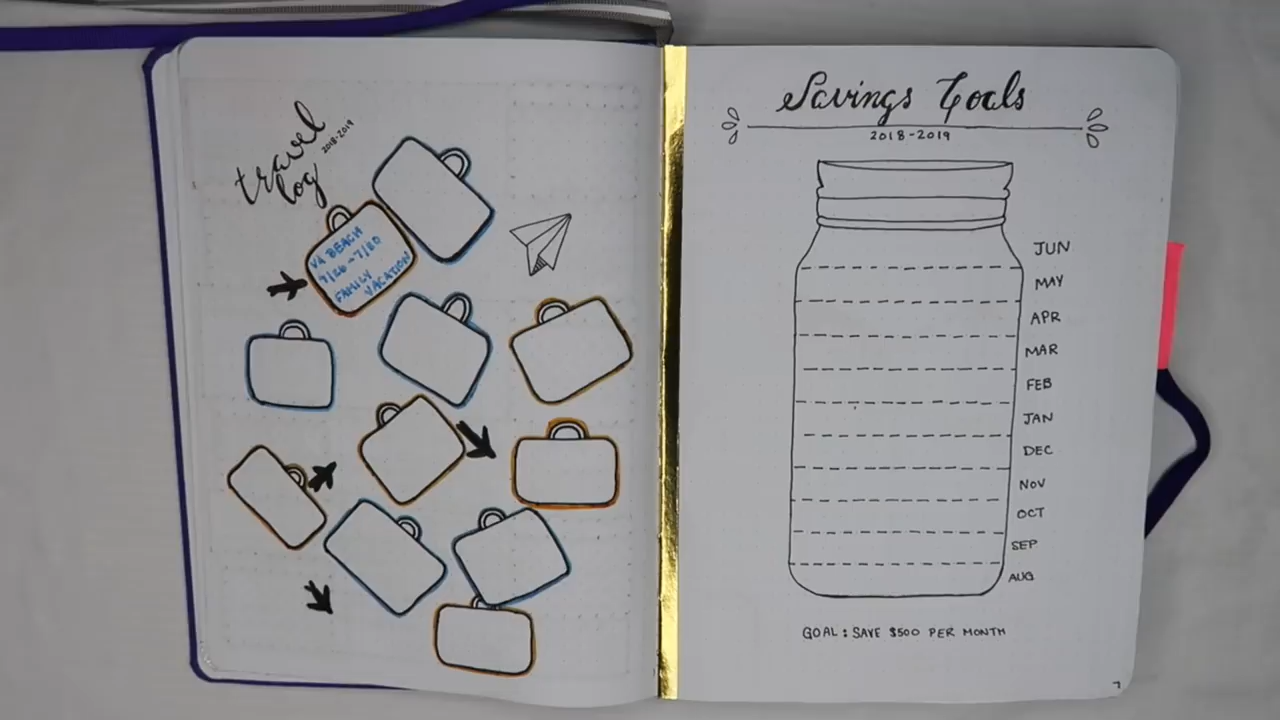 travel
log
2018-2019
VA BEACH
7/26-7/30
FAMILY
VACATION
Savings Goals
2018-2019
JUN
MAY
APR
MAR
FEB
JAN
DEC
NOV
OCT
SEP
AUG
GOAL: SAVE $500 PER MONTH
7